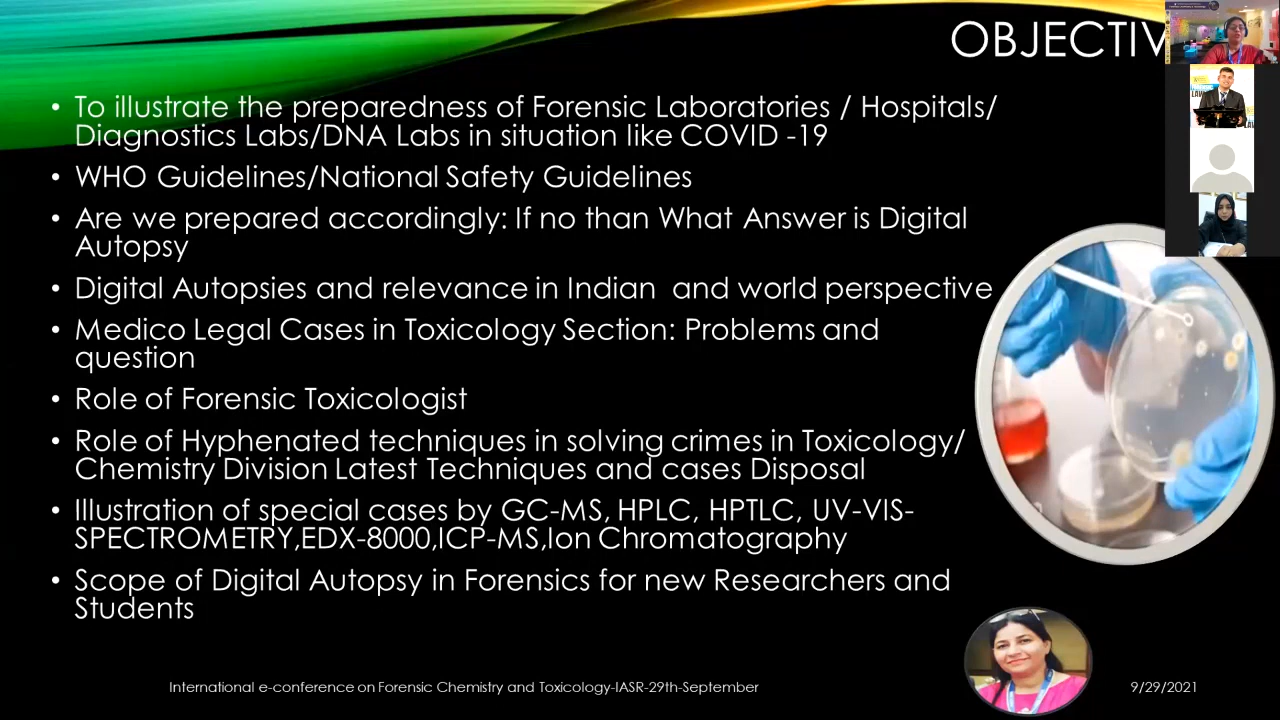 OBJECTIV
• To illustrate the preparedness of Forensic Laboratories / Hospitals/
Diagnostics Labs/DNA Labs in situation like COVID -19
• WHO Guidelines/National Safety Guidelines
• Are we prepared accordingly: If no than What Answer is Digital
Autopsy
• Digital Autopsies and relevance in Indian and world perspective
• Medico Legal Cases in Toxicology Section: Problems and
question
• Role of Forensic Toxicologist
• Role of Hyphenated techniques in solving crimes in Toxicology/
Chemistry Division Latest Techniques and cases Disposal
• Illustration of special cases by GC-MS, HPLC, HPTLC, UV-VIS-
SPECTROMETRY,EDX-8000,ICP-MS,Ion Chromatography
• Scope of Digital Autopsy in Forensics for new Researchers and
Students
International e-conference on Forensic Chemistry and Toxicology-IASR-29th-September
9/29/2021